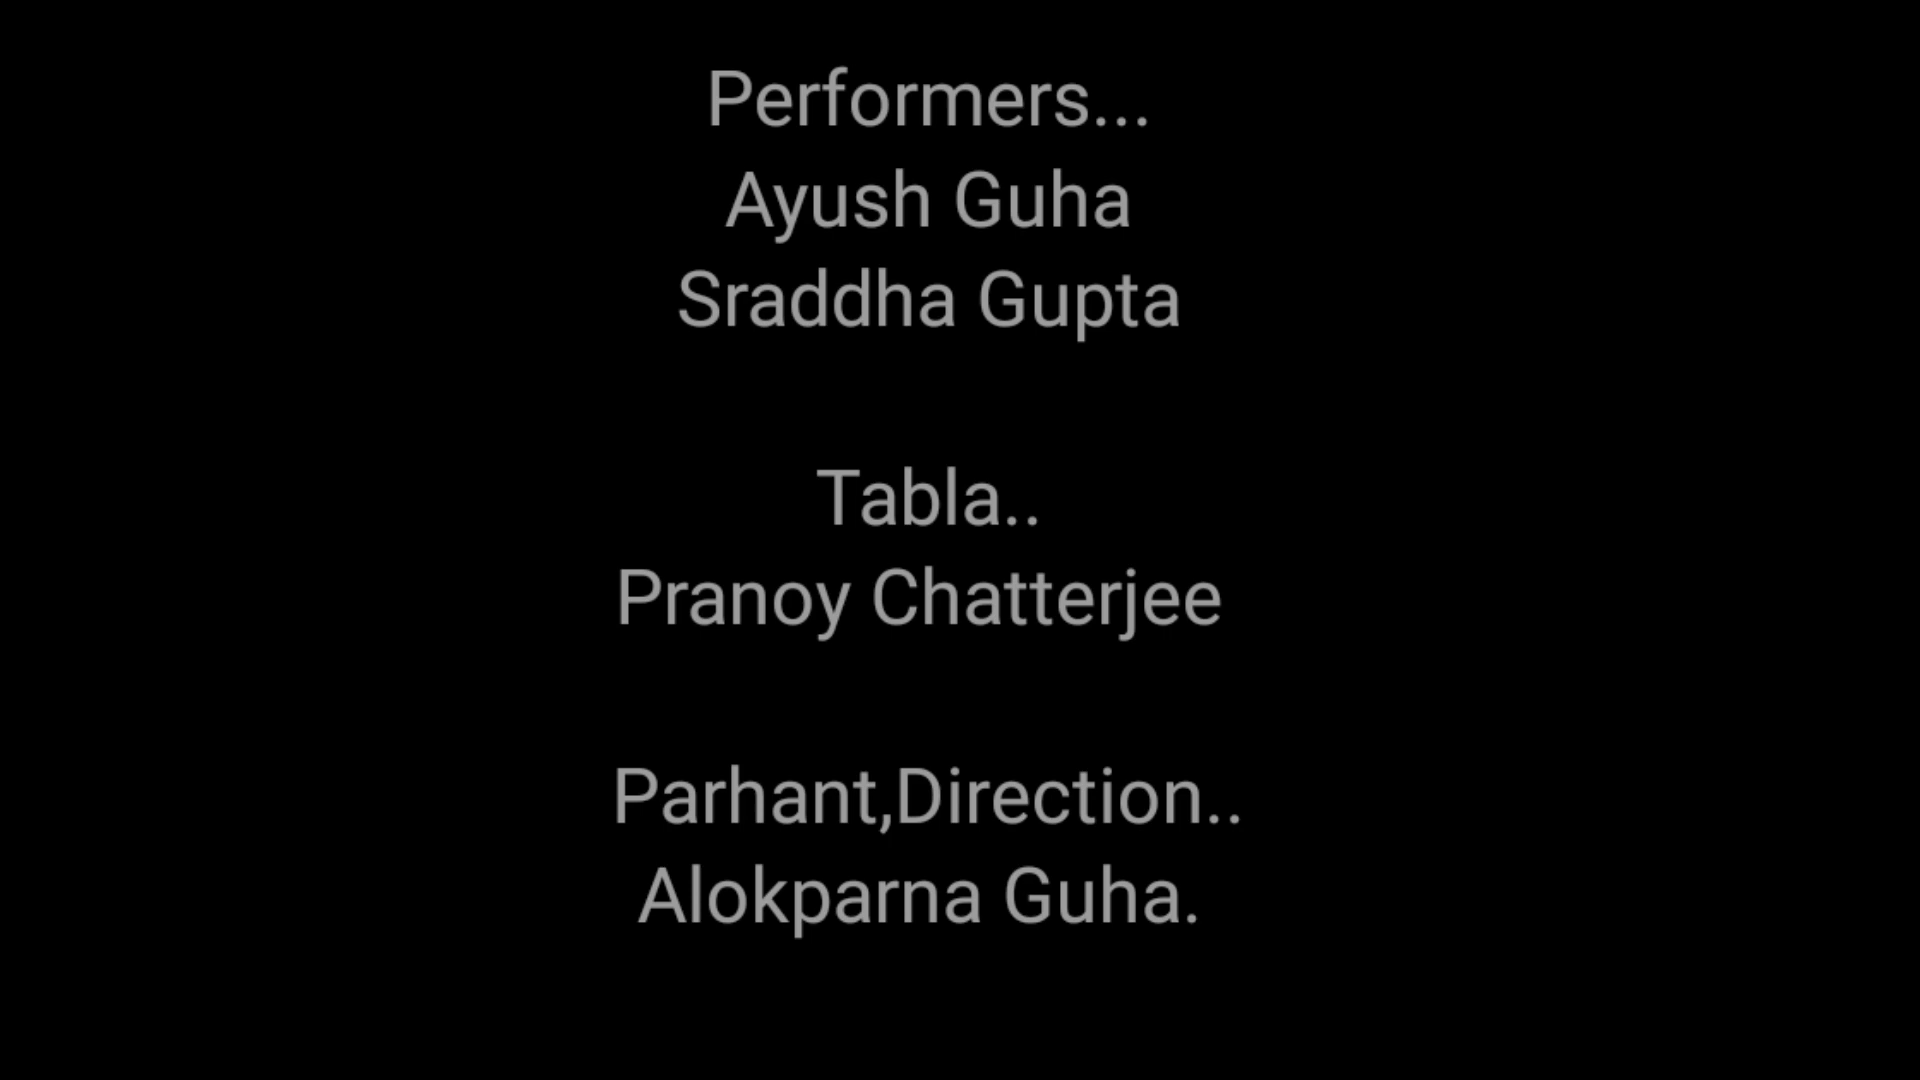 Performers...
Ayush Guha
Sraddha Gupta
Tabla..
Pranoy Chatterjee
Parhant,Direction..
Alokparna Guha.